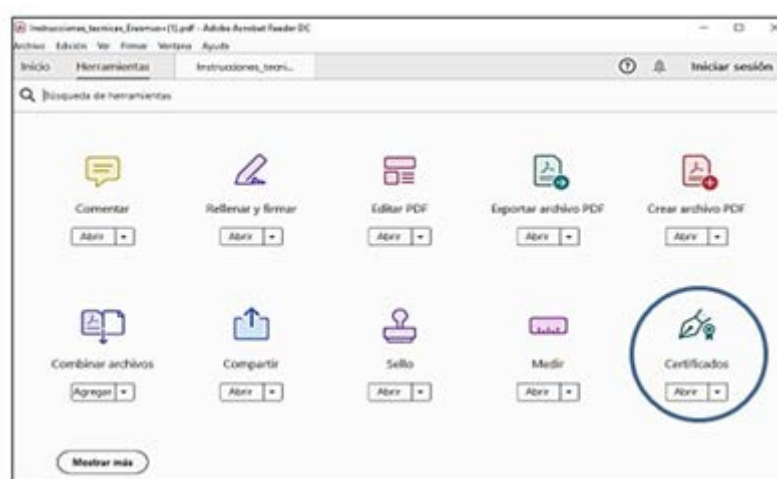 Instrucciones_tecnicas_Erasmus+(1).pdf - Adobe Acrobat Reader DC
Archivo Edición Ver Firmar Ventana Ayuda
Inicio Herramientas Instrucciones_tecni... Iniciar sesión
Búsqueda de herramientas
Comentar Rellenar y firmar Editar PDF Exportar archivo PDF Crear archivo PDF
Abrir Abrir Abrir Abrir Abrir
Combinar archivos Compartir Sello Medir Certificados
Agregar Abrir Abrir Abrir Abrir
Mostrar más